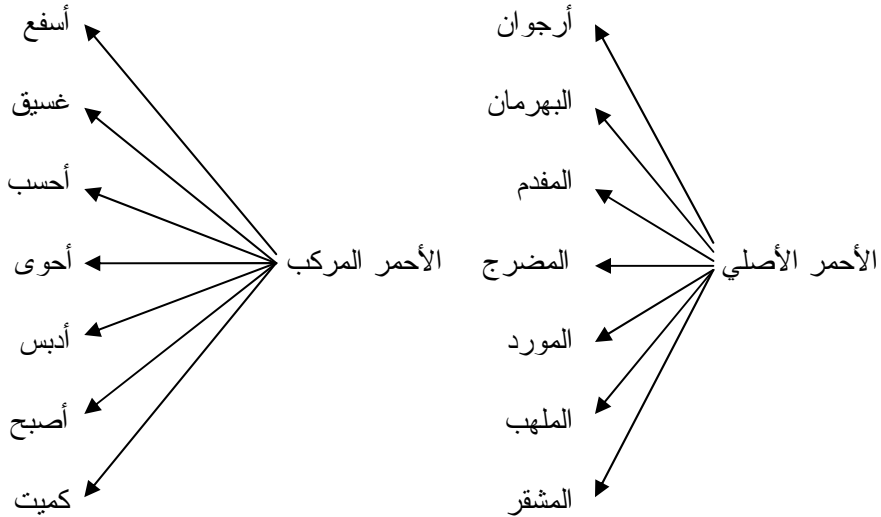 أرجوان
البهرمان
المفدم
الأحمر الأصلي
المضرج
المورد
الملهب
المشقر
أسفع
غسيق
أحسب
الأحمر المركب
أحوى
أدبس
أصبح
كميت